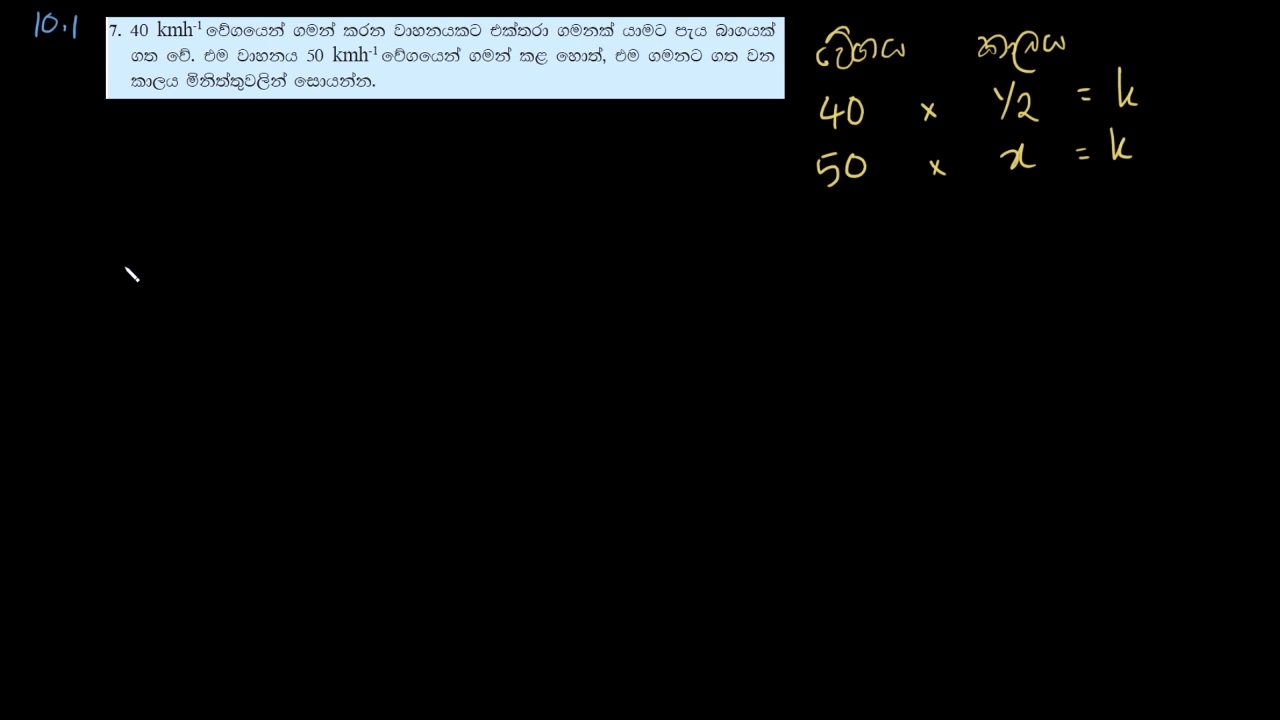 10.1
7. 40 kmh-1 වේගයෙන් ගමන් කරන වාහනයකට එක්තරා ගමනක් යාමට පැය බාගයක්
ගත වේ. එම වාහනය 50 kmh-1 වේගයෙන් ගමන් කළ හොත්, එම ගමනට ගත වන
කාලය මිනිත්තුවලින් සොයන්න.
වේගය කාලය
40 × 1/2 = k
50 × x = k